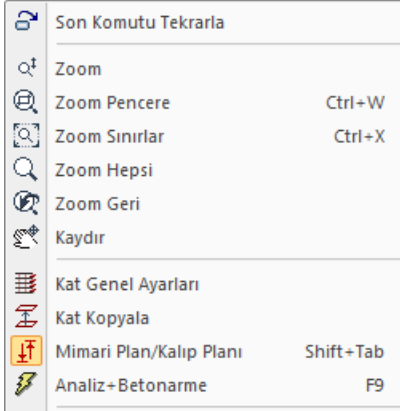 Son Komutu Tekrarla
Zoom
Zoom Pencere Ctrl+W
Zoom Sınırlar Ctrl+X
Zoom Hepsi
Zoom Geri
Kaydır
Kat Genel Ayarları
Kat Kopyala
Mimari Plan/Kalıp Planı Shift+Tab
Analiz+Betonarme F9